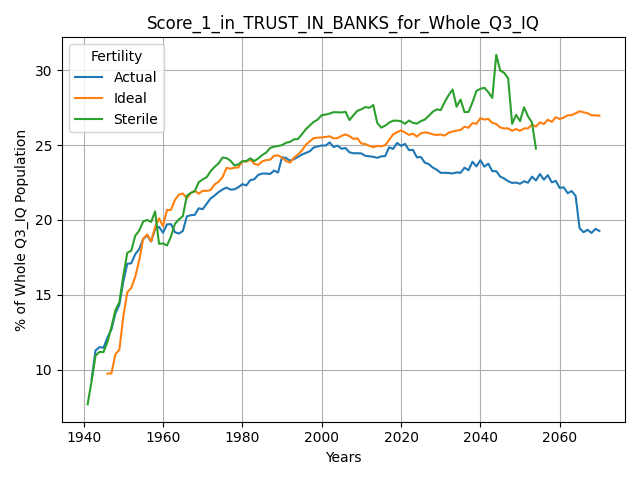 Score_1_in_TRUST_IN_BANKS_for_Whole_Q3_IQ
Fertility
Actual
Ideal
Sterile
% of Whole Q3_IQ Population
30
25
20
15
10
1940 1960 1980 2000 2020 2040 2060
Years